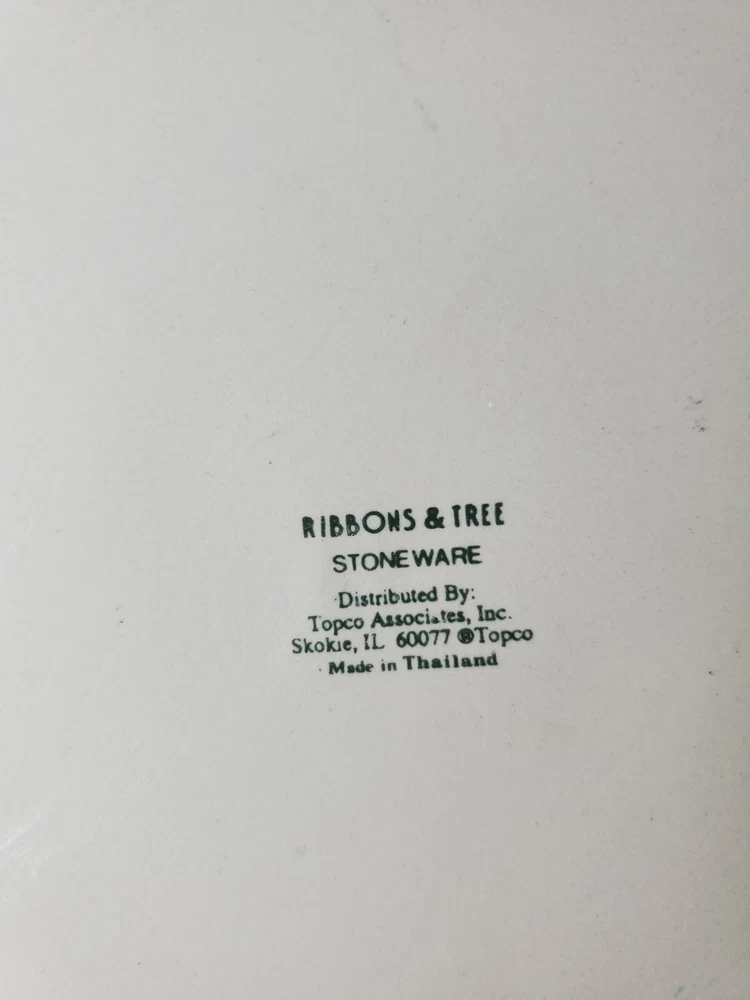 RIBBONS & TREE
STONEWARE
Distributed By:
Topco Associates, Inc.
Skokie, IL 60077 ®Topco
Made in Thailand